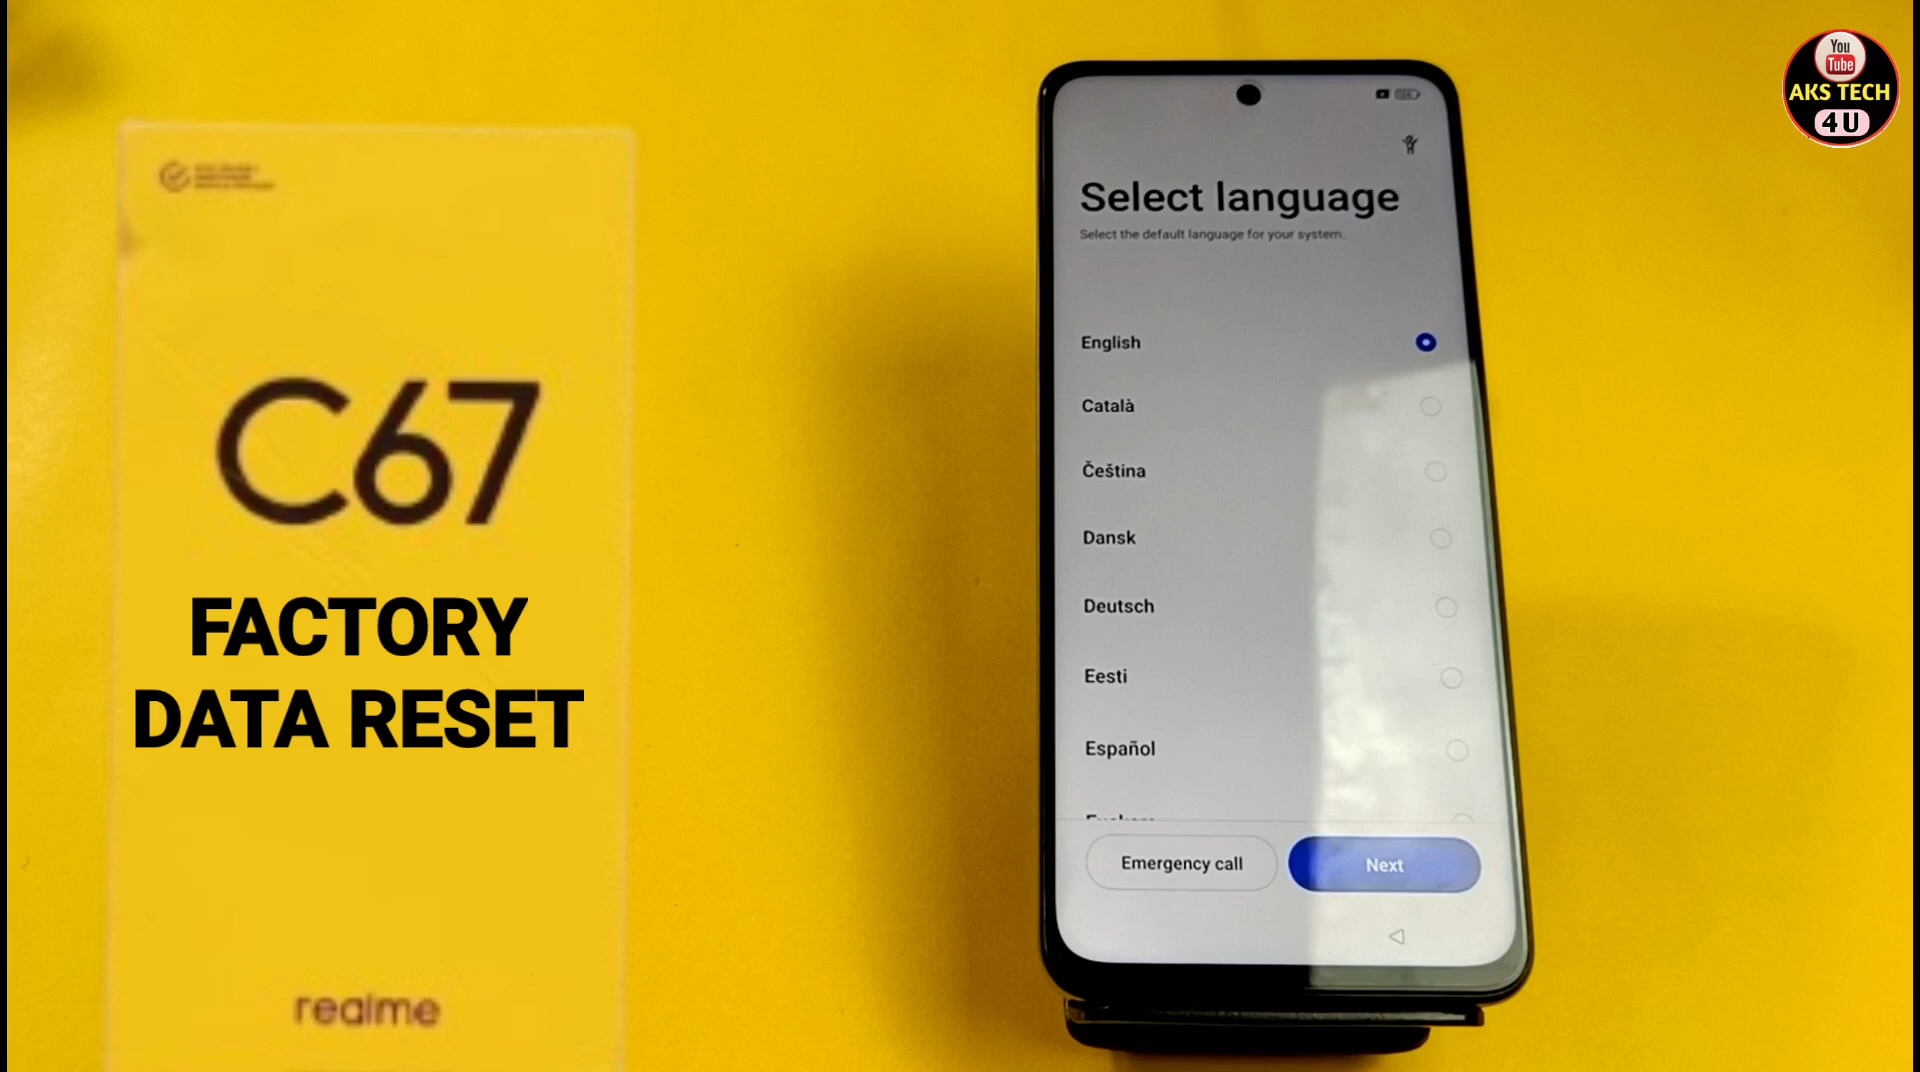 C67
FACTORY
DATA RESET
realme
Select language
Select the default language for your system.
English
Català
Čeština
Dansk
Deutsch
Eesti
Español
Emergency call
Next
You
Tube
AKS TECH
4U